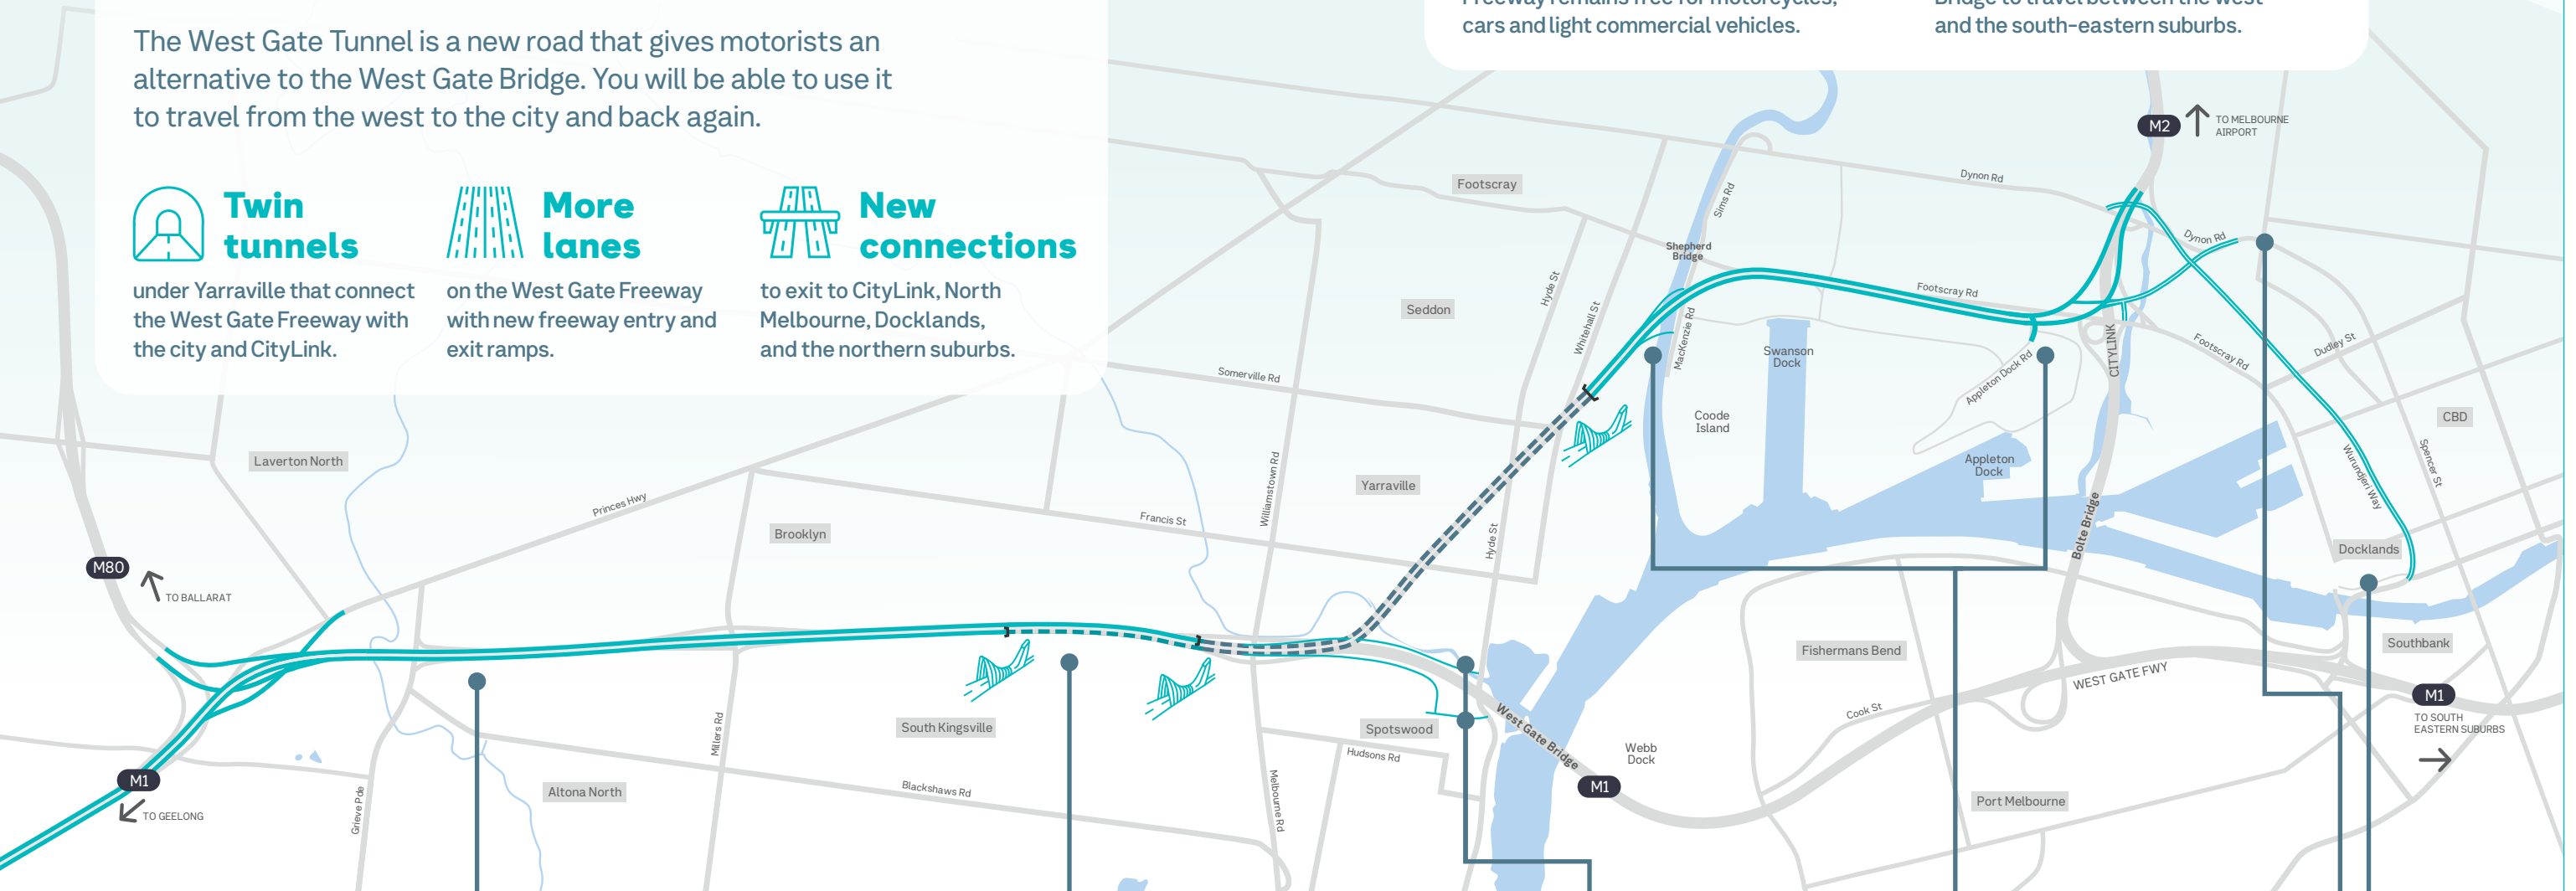 The West Gate Tunnel is a new road that gives motorists an
alternative to the West Gate Bridge. You will be able to use it
to travel from the west to the city and back again.
Twin
tunnels
under Yarraville that connect
the West Gate Freeway with
the city and CityLink.
More
lanes
on the West Gate Freeway
with new freeway entry and
exit ramps.
New
connections
to exit to CityLink, North
Melbourne, Docklands,
and the northern suburbs.
Freeway remains free for motorcycles,
cars and light commercial vehicles.
Bridge to travel between the west
and the south-eastern suburbs.
M2
TO MELBOURNE
AIRPORT
Footscray
Dynon Rd
Sims Rd
Shepherd
Bridge
Dynon Rd
Hyde St
Seddon
Whitehall St
MacKenzie Rd
Footscray Rd
Swanson
Dock
Appleton Dock Rd
CITYLINK
Footscray Rd
Dudley St
Somerville Rd
Coode
Island
CBD
Laverton North
Princes Hwy
Williamstown Rd
Yarraville
Appleton
Dock
Wurundjeri Way
Spencer St
Brooklyn
Francis St
Hyde St
Bolte Bridge
Docklands
M80
TO BALLARAT
Fishermans Bend
Southbank
WEST GATE FWY
M1
TO SOUTH
EASTERN SUBURBS
South Kingsville
Millers Rd
Spotswood
Hudsons Rd
West Gate Bridge
Cook St
Webb
Dock
M1
TO GEELONG
Grieve Pde
Altona North
Blackshaws Rd
Melbourne Rd
M1
Port Melbourne